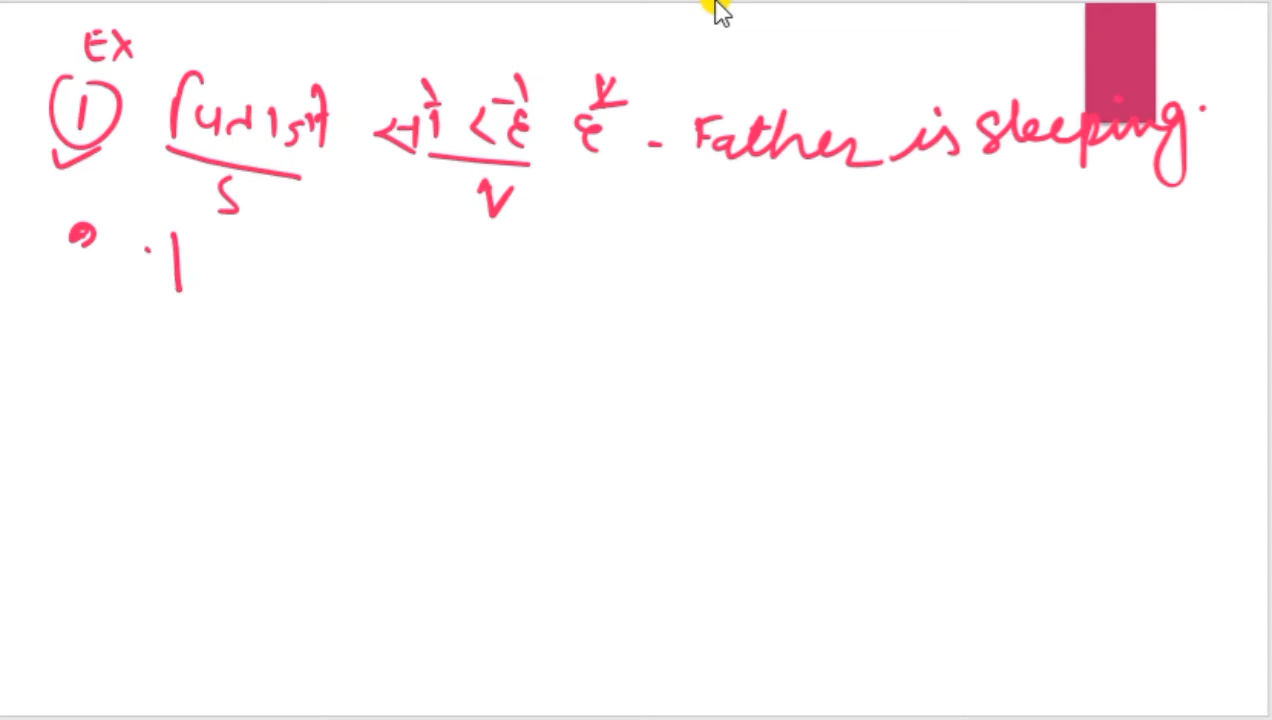 EX
① पिताजी सो रहे हैं - Father is sleeping.
S V